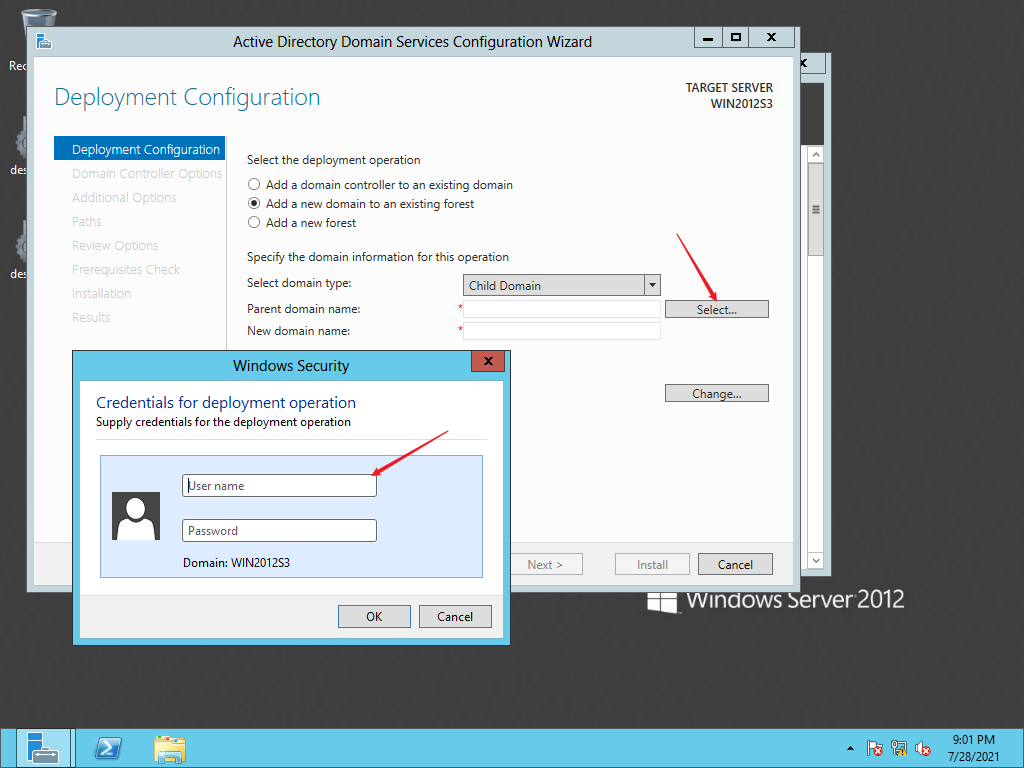 Rec
des
des
Active Directory Domain Services Configuration Wizard
Deployment Configuration
TARGET SERVER
WIN2012S3
Deployment Configuration
Domain Controller Options
Additional Options
Paths
Review Options
Prerequisites Check
Installation
Results
Select the deployment operation
Add a domain controller to an existing domain
Add a new domain to an existing forest
Add a new forest
Specify the domain information for this operation
Select domain type:
Child Domain
Parent domain name:
*
Select...
New domain name:
*
Change...
Next >
Install
Cancel
Windows Security
Credentials for deployment operation
Supply credentials for the deployment operation
User name
Password
Domain: WIN2012S3
OK
Cancel
Windows Server 2012
9:01 PM
7/28/2021